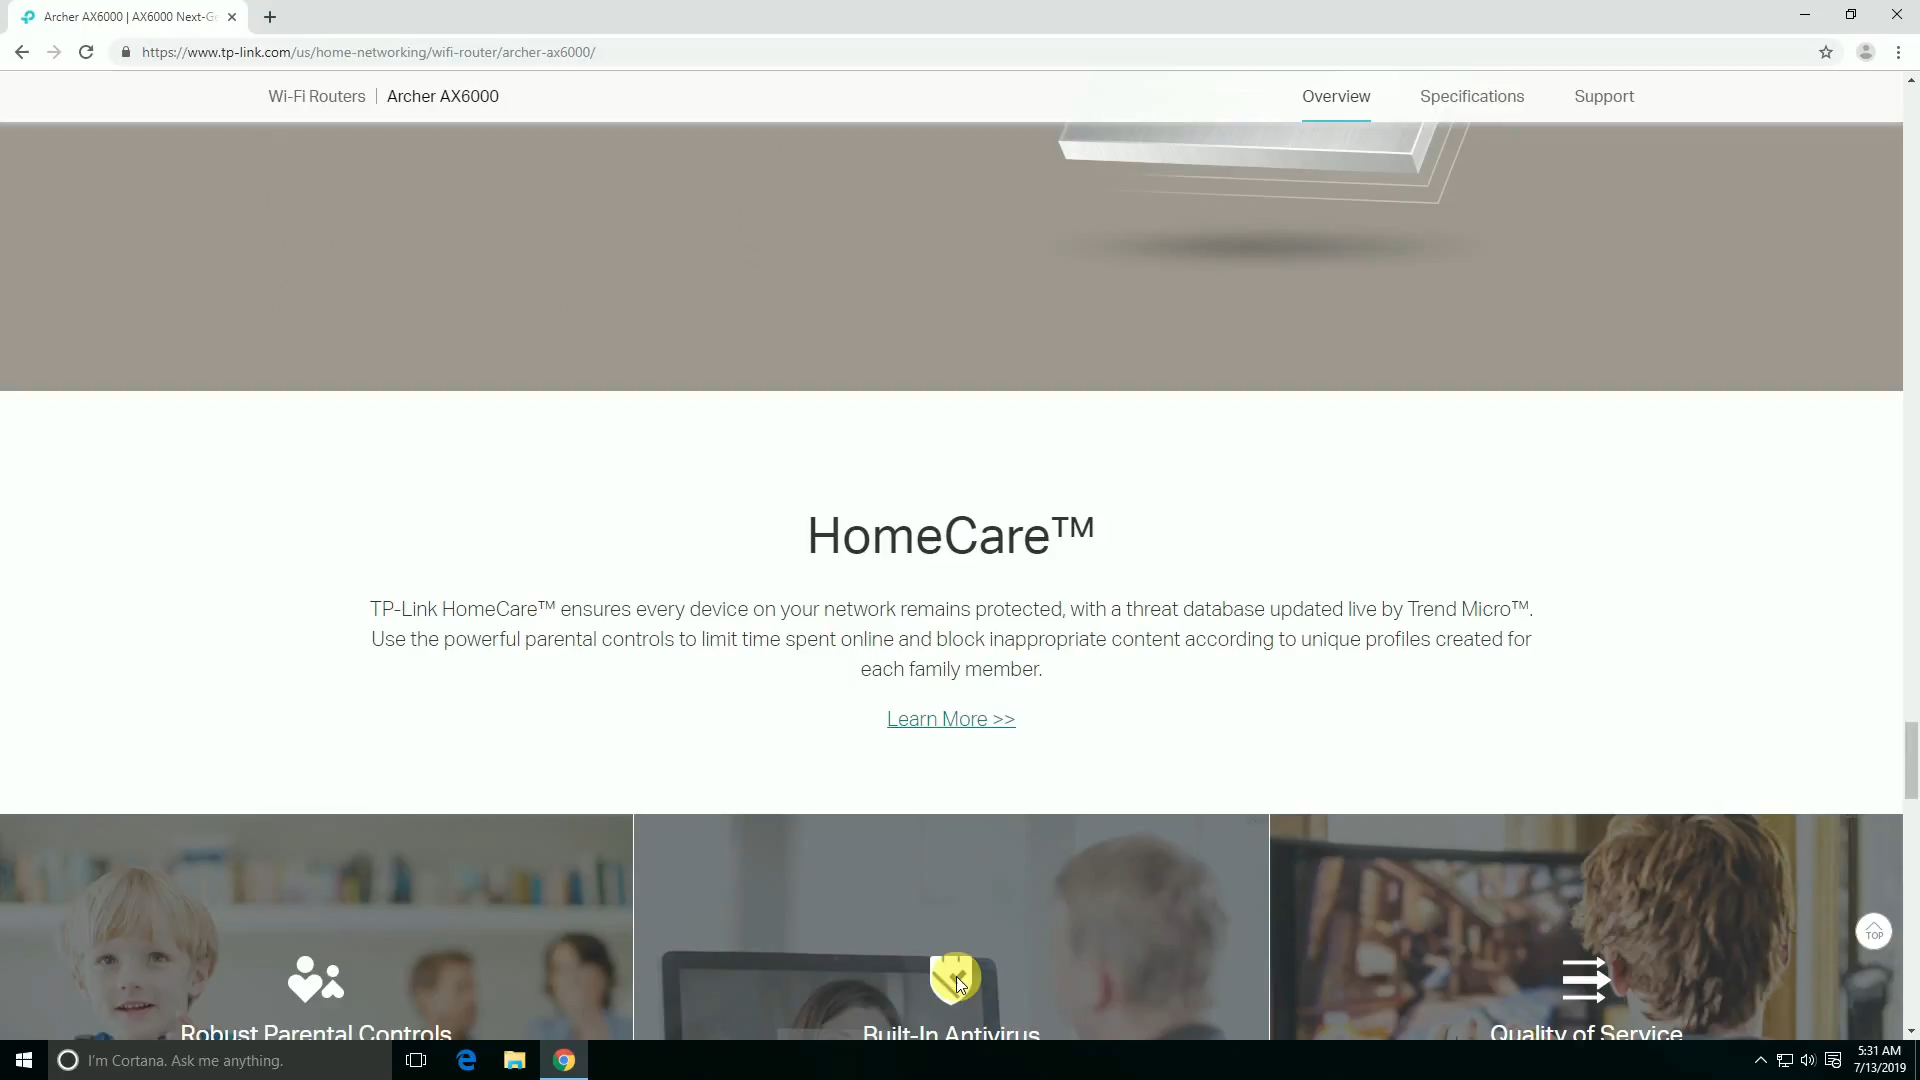 Archer AX6000 | AX6000 Next-Ge
https://www.tp-link.com/us/home-networking/wifi-router/archer-ax6000/
Wi-Fi Routers | Archer AX6000
Overview
Specifications
Support
HomeCare™
TP-Link HomeCare™ ensures every device on your network remains protected, with a threat database updated live by Trend Micro™.
Use the powerful parental controls to limit time spent online and block inappropriate content according to unique profiles created for
each family member.
Learn More >>
TOP
Robust Parental Controls
Built-In Antivirus
Quality of Service
I'm Cortana. Ask me anything.
5:31 AM
7/13/2019